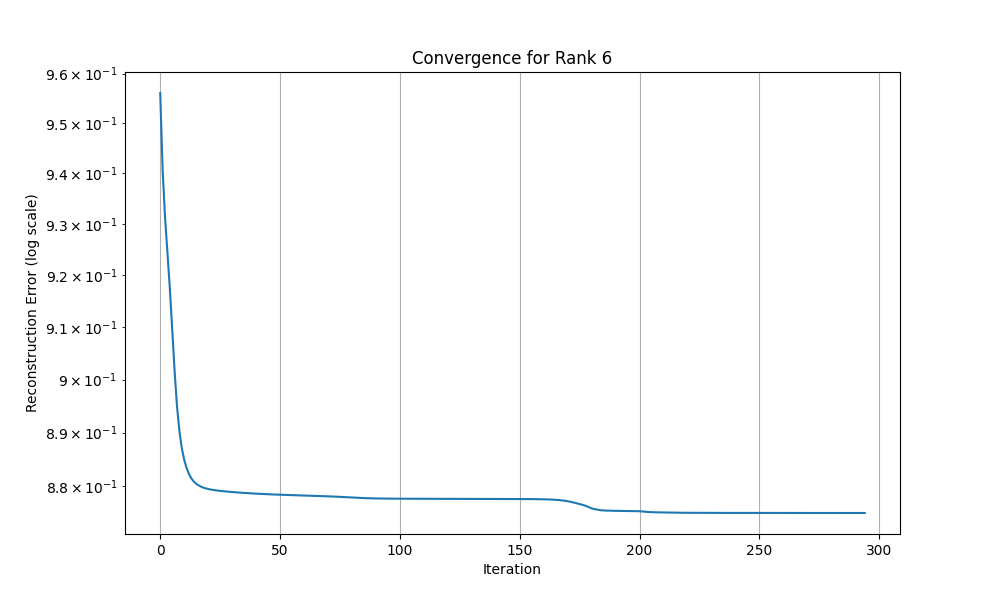 Convergence for Rank 6
Reconstruction Error (log scale)
9.6 × 10⁻¹
9.5 × 10⁻¹
9.4 × 10⁻¹
9.3 × 10⁻¹
9.2 × 10⁻¹
9.1 × 10⁻¹
9 × 10⁻¹
8.9 × 10⁻¹
8.8 × 10⁻¹
0 50 100 150 200 250 300
Iteration